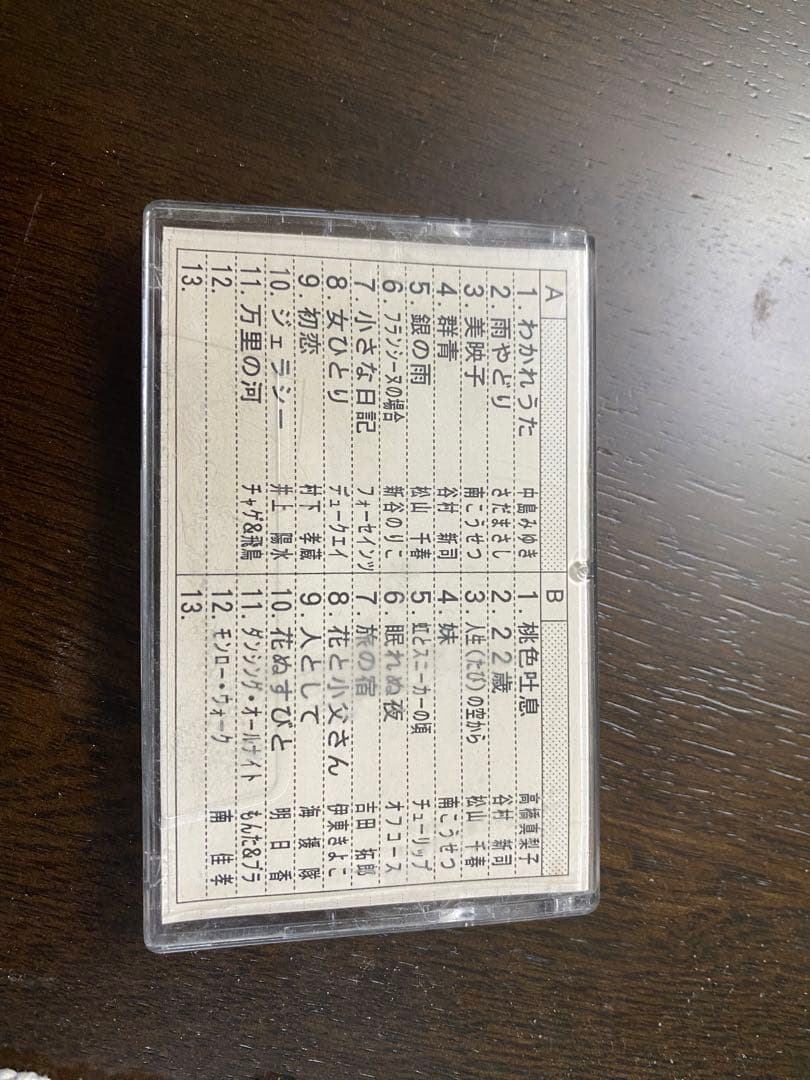 A
1. わかれうた 中島みゆき
2 雨やどり さだまさし
3 美映子 南こうせつ
4. 群青 谷村 新司
5. 銀の雨 松山 千春
6. フランシーヌの場合 新谷のりこ
7. 小さな日記 フォーセインツ
8. 女ひとり デュークエイ
9. 初恋 村下 孝蔵
10. ジェラシー 井上 陽水
11. 万里の河 チャゲ&飛鳥
12.
13.
B
1. 桃色吐息 高橋真梨子
2. 22歳 谷村 新司
3. 人生(たび)の空から 松山 千春
4. 妹 南こうせつ
5. 虹とスニーカーの頃 チューリップ
6. 眠れぬ夜 オフコース
7. 旅の宿 吉田 拓郎
8. 花と小父さん 伊東きよこ
9. 人として 海援隊
10. 花ぬすびと 明日香
11. ダンシング・オールナイト もんた&ブラ
12. モンロー・ウォーク 南 佳孝
13.